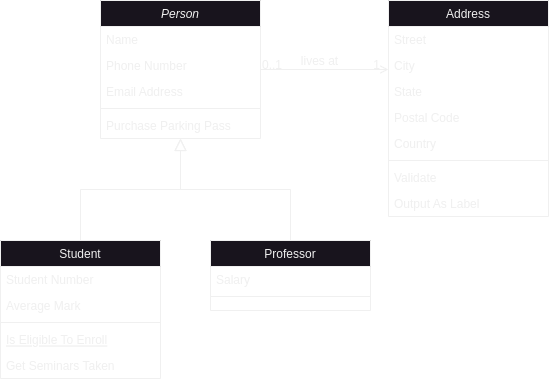 Person
Name
Phone Number
Email Address
Purchase Parking Pass
0..1
lives at
1
Address
Street
City
State
Postal Code
Country
Validate
Output As Label
Student
Student Number
Average Mark
Is Eligible To Enroll
Get Seminars Taken
Professor
Salary